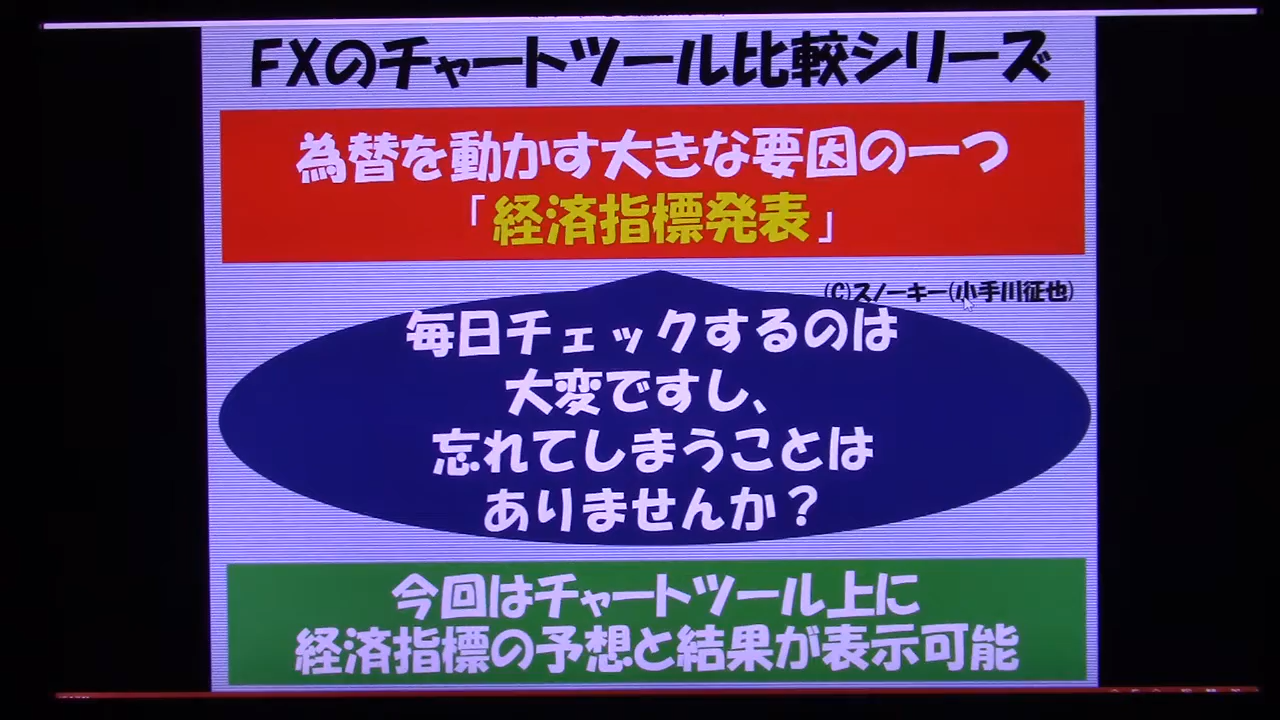 FXのチャートツール比較シリーズ
為替を動かす大きな要因の一つ
「経済指標発表」
(C)スノーキー(小手川征也)
毎日チェックするのは
大変ですし、
忘れてしまうことは
ありませんか？
今回はチャートツール上に
経済指標の予想と結果が表示可能